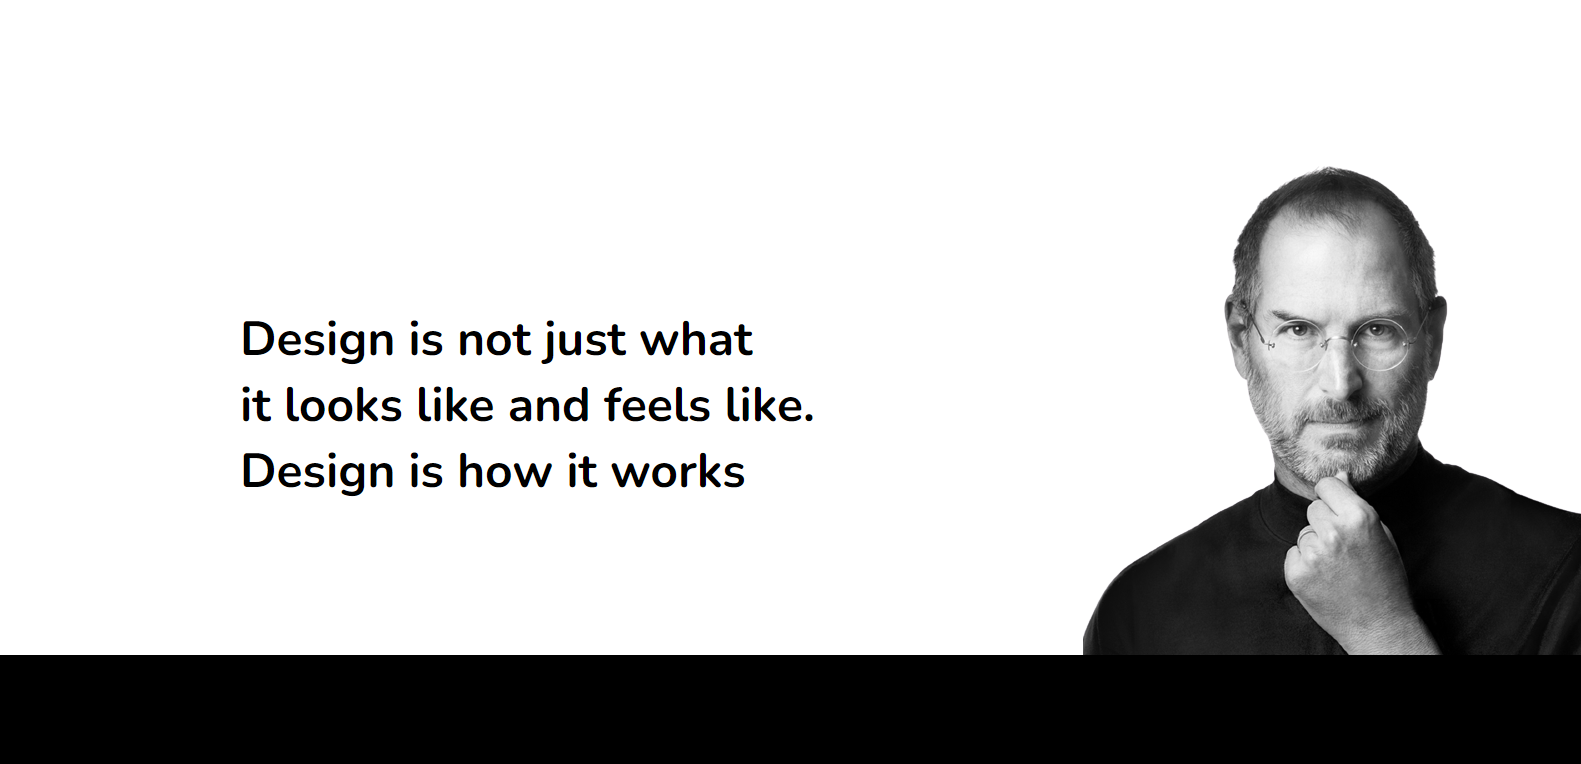 Design is not just what
it looks like and feels like.
Design is how it works